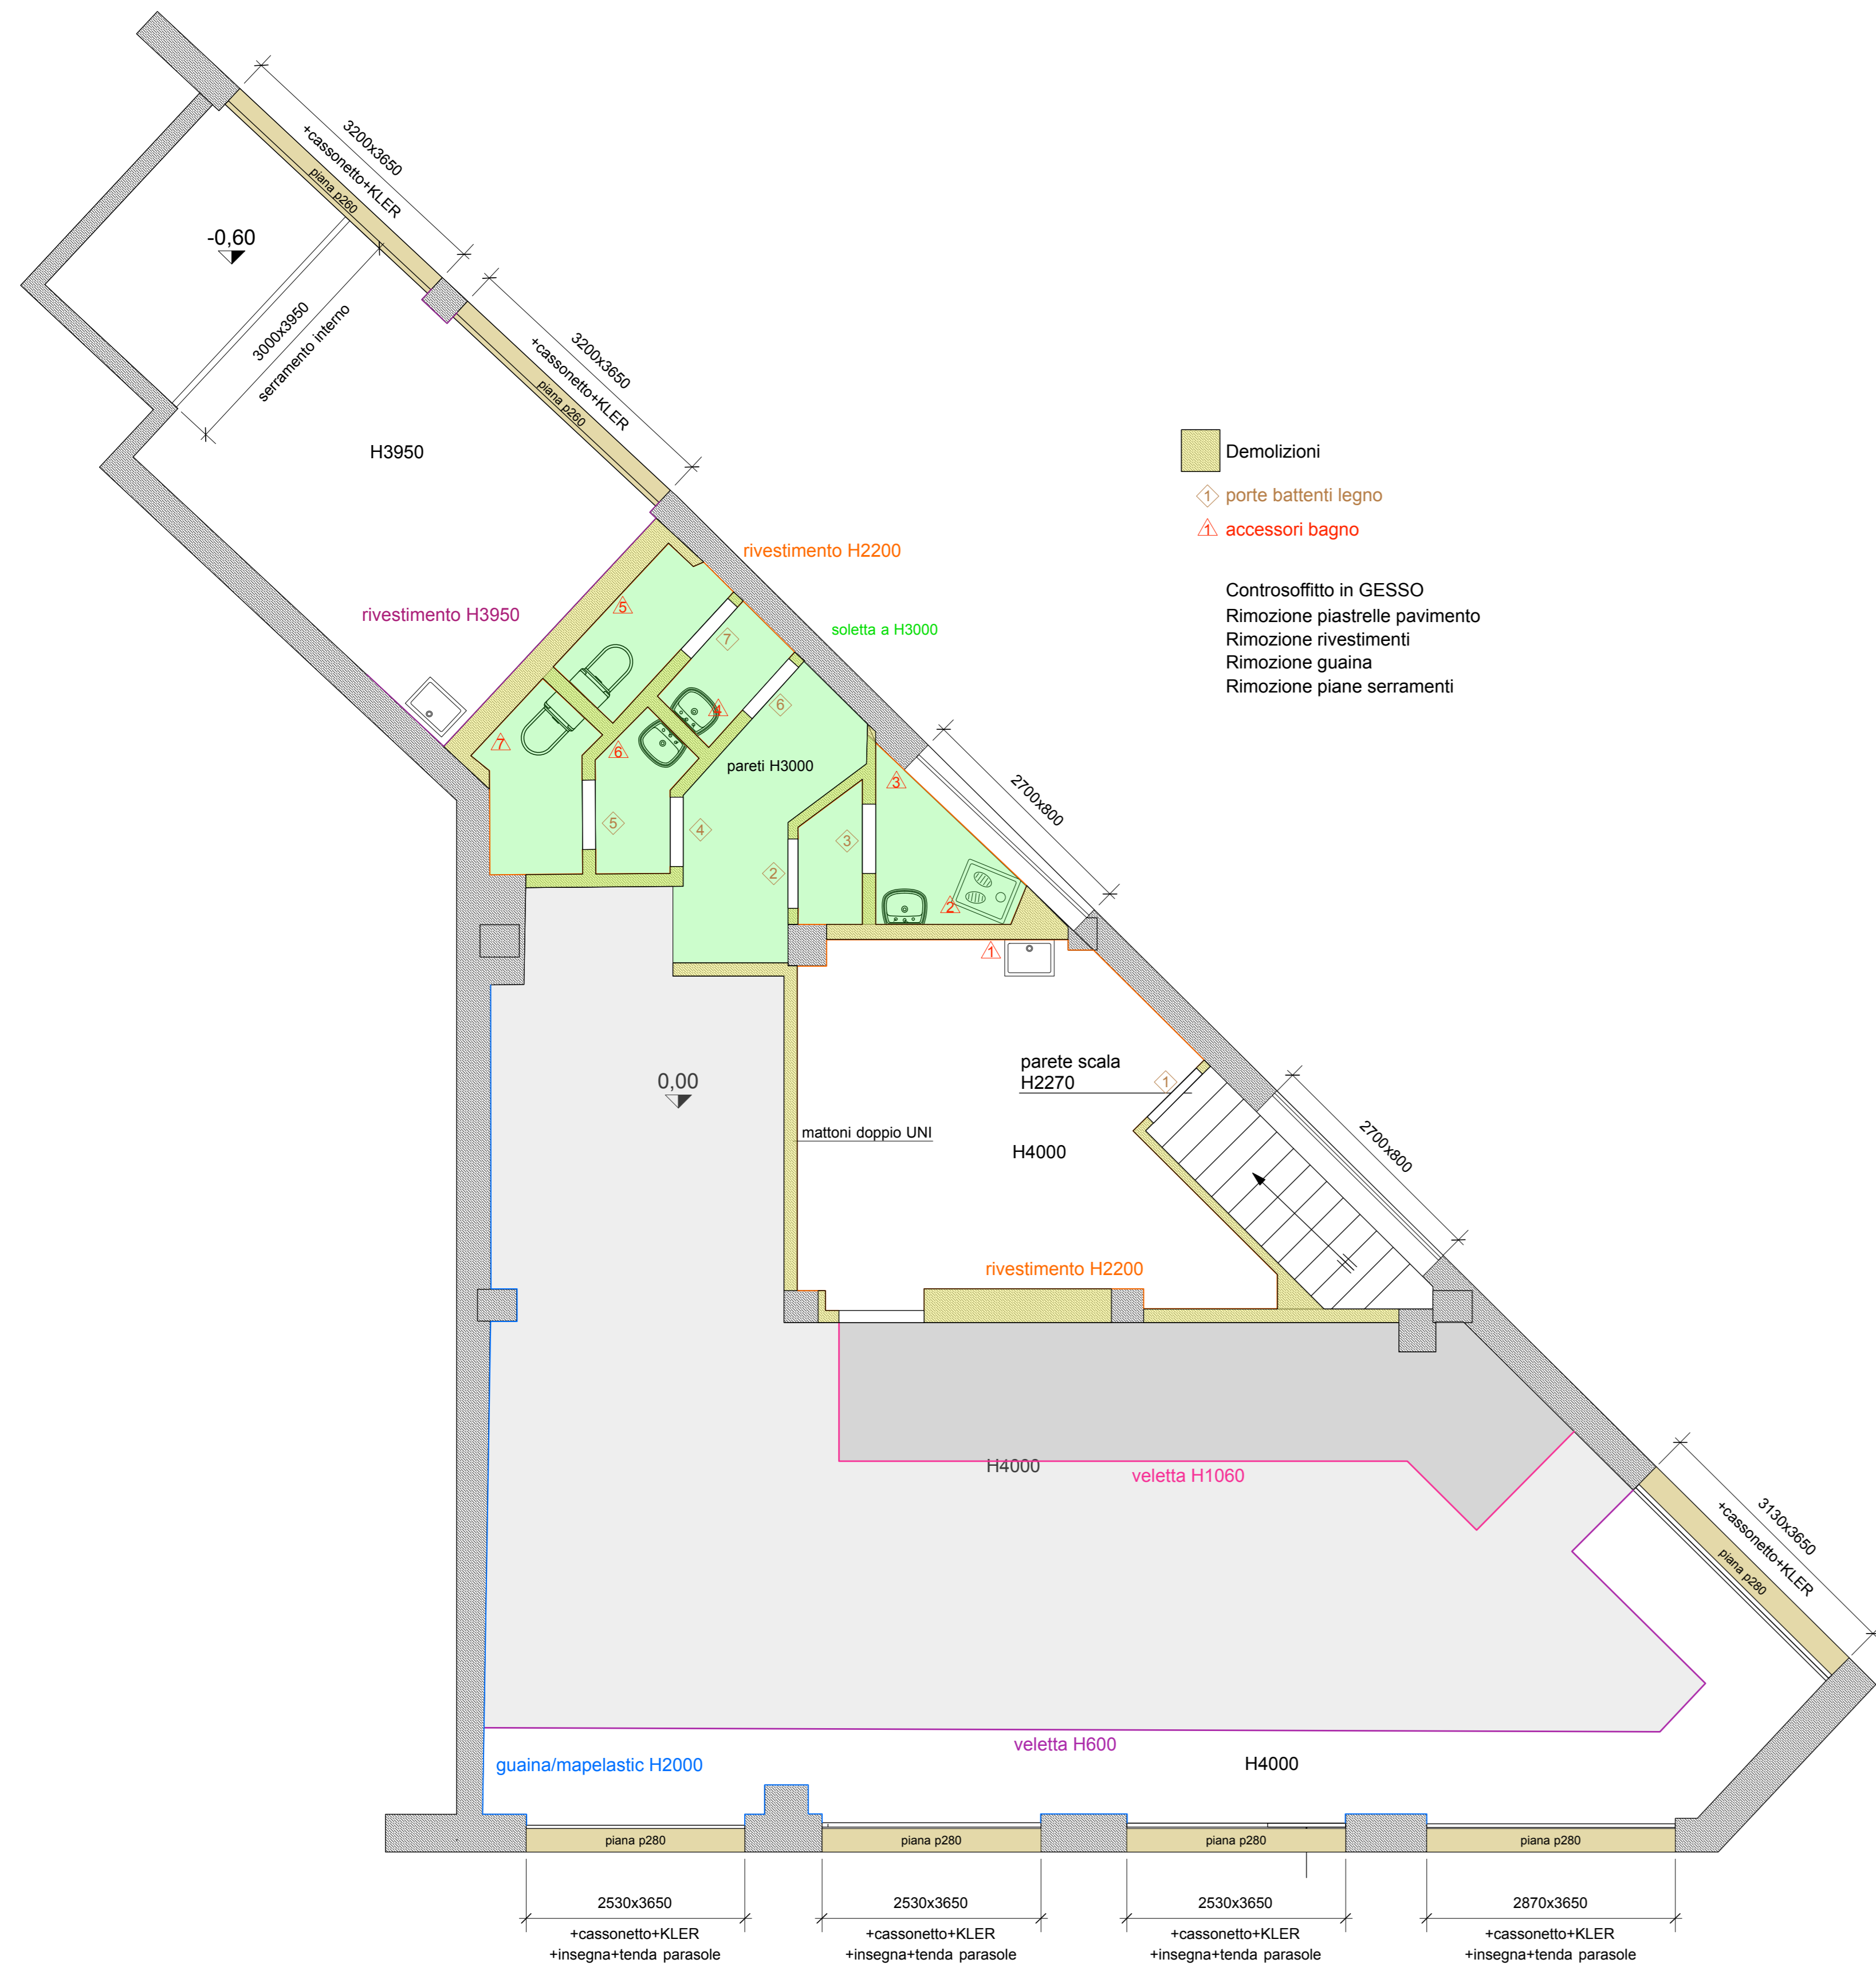 3200x3650
+cassonetto+KLER
piana p260
-0,60
3000x3950
serramento interno
3200x3650
+cassonetto+KLER
piana p260
H3950
Demolizioni
1 porte battenti legno
1 accessori bagno
Controsoffitto in GESSO
Rimozione piastrelle pavimento
Rimozione rivestimenti
Rimozione guaina
Rimozione piane serramenti
rivestimento H2200
rivestimento H3950
soletta a H3000
5
7
4
6
7
6
pareti H3000
3
2700x800
5
4
3
2
2
1
0,00
parete scala
H2270
1
mattoni doppio UNI
H4000
2700x800
rivestimento H2200
H4000
veletta H1060
3130x3650
+cassonetto+KLER
piana p280
veletta H600
guaina/mapelastic H2000
H4000
piana p280
piana p280
piana p280
piana p280
2530x3650
+cassonetto+KLER
+insegna+tenda parasole
2530x3650
+cassonetto+KLER
+insegna+tenda parasole
2530x3650
+cassonetto+KLER
+insegna+tenda parasole
2870x3650
+cassonetto+KLER
+insegna+tenda parasole